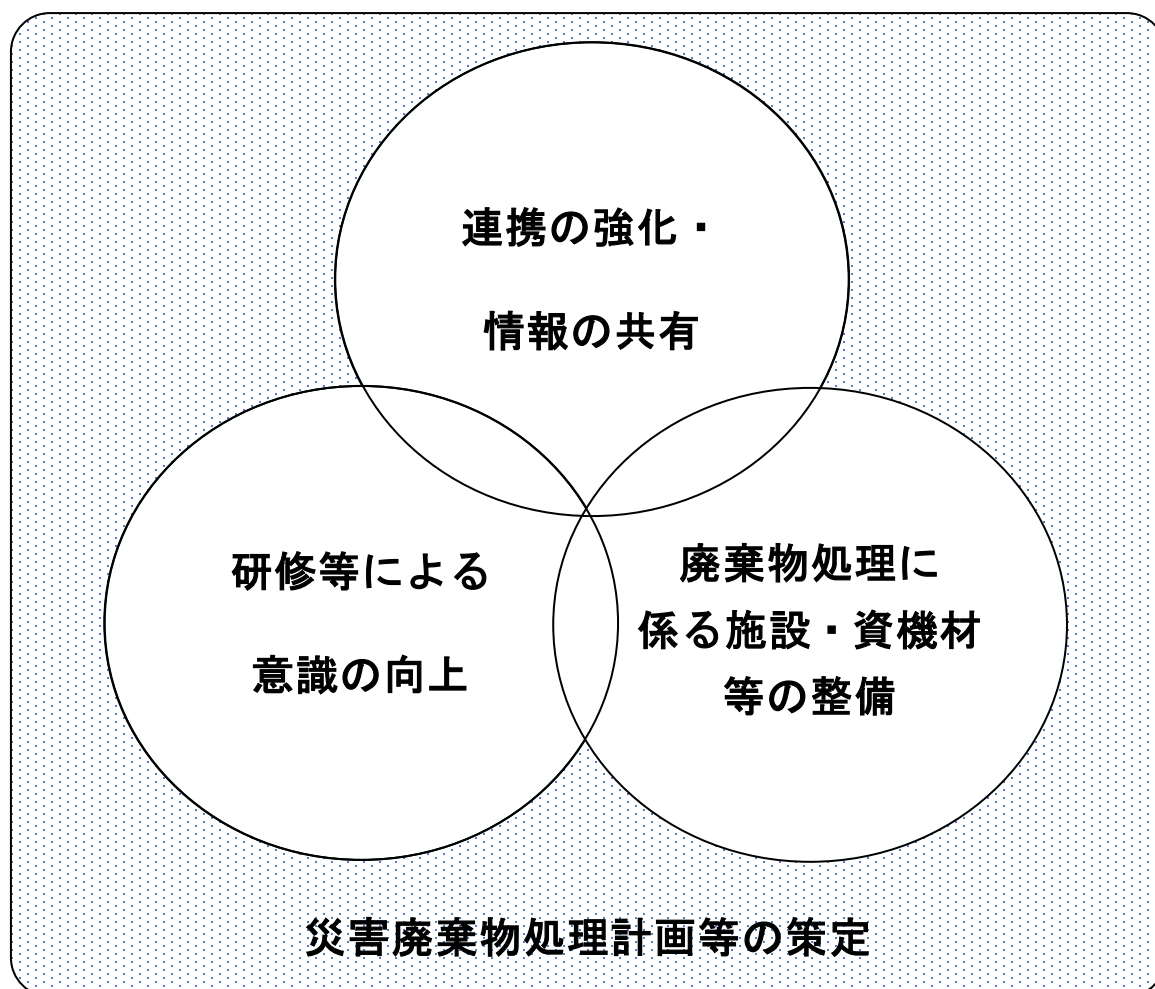 連携の強化・
情報の共有
研修等による
意識の向上
廃棄物処理に
係る施設・資機材
等の整備
災害廃棄物処理計画等の策定